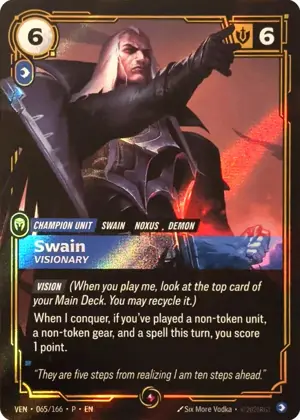 6
6
CHAMPION UNIT SWAIN NOXUS , DEMON
Swain
VISIONARY
VISION (When you play me, look at the top card of
your Main Deck. You may recycle it.)
When I conquer, if you've played a non-token unit,
a non-token gear, and a spell this turn, you score
1 point.
"They are five steps from realizing I am ten steps ahead."
VEN • 065/166 • P • EN
Six More Vodka